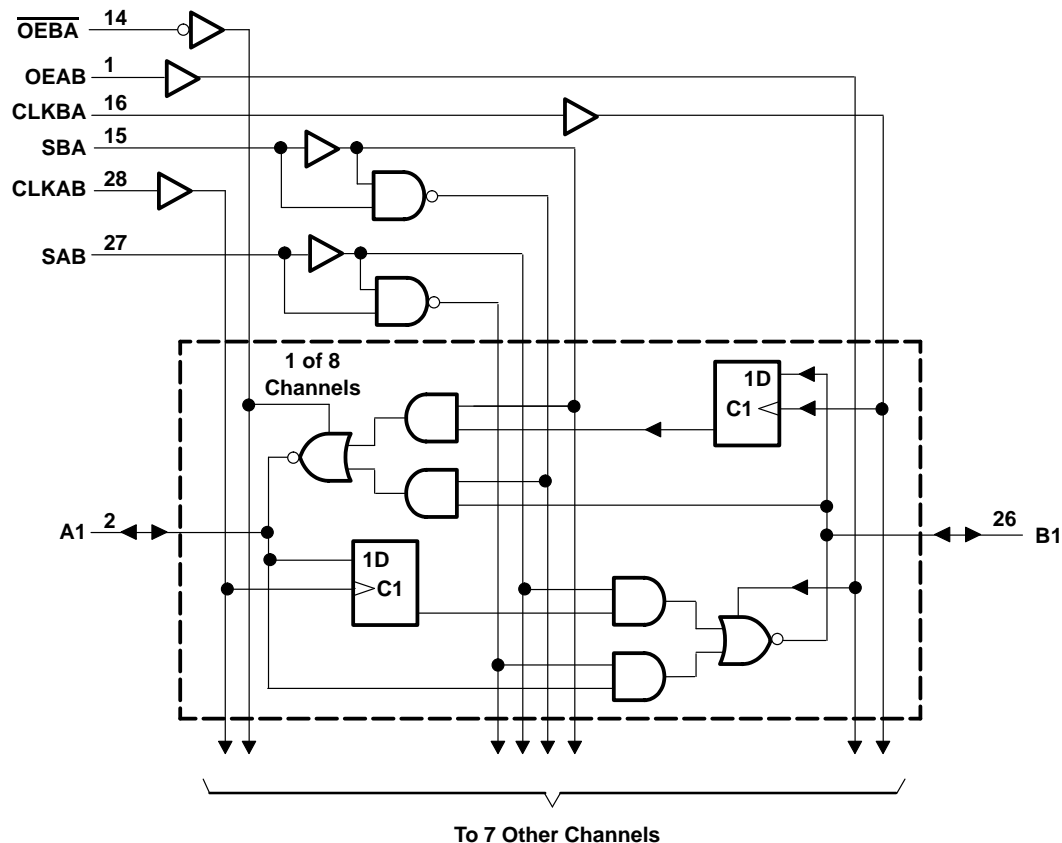 OEBA 14
OEAB 1
CLKBA 16
SBA 15
CLKAB 28
SAB 27
1 of 8
Channels
1D
C1
A1 2
26 B1
1D
C1
To 7 Other Channels